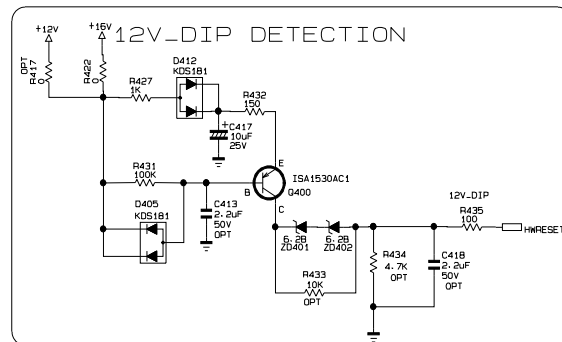 12V_DIP DETECTION
+12V
+16V
OPT
R417
0
R422
0
R427
1K
D412
KDS181
R432
150
C417
10uF
25V
ISA1530AC1
Q400
E
B
C
R431
100K
D405
KDS181
C413
2.2uF
50V
OPT
6.2B
ZD401
6.2B
ZD402
R433
10K
OPT
R434
4.7K
OPT
C418
2.2uF
50V
OPT
12V_DIP
R435
100
HWRESET